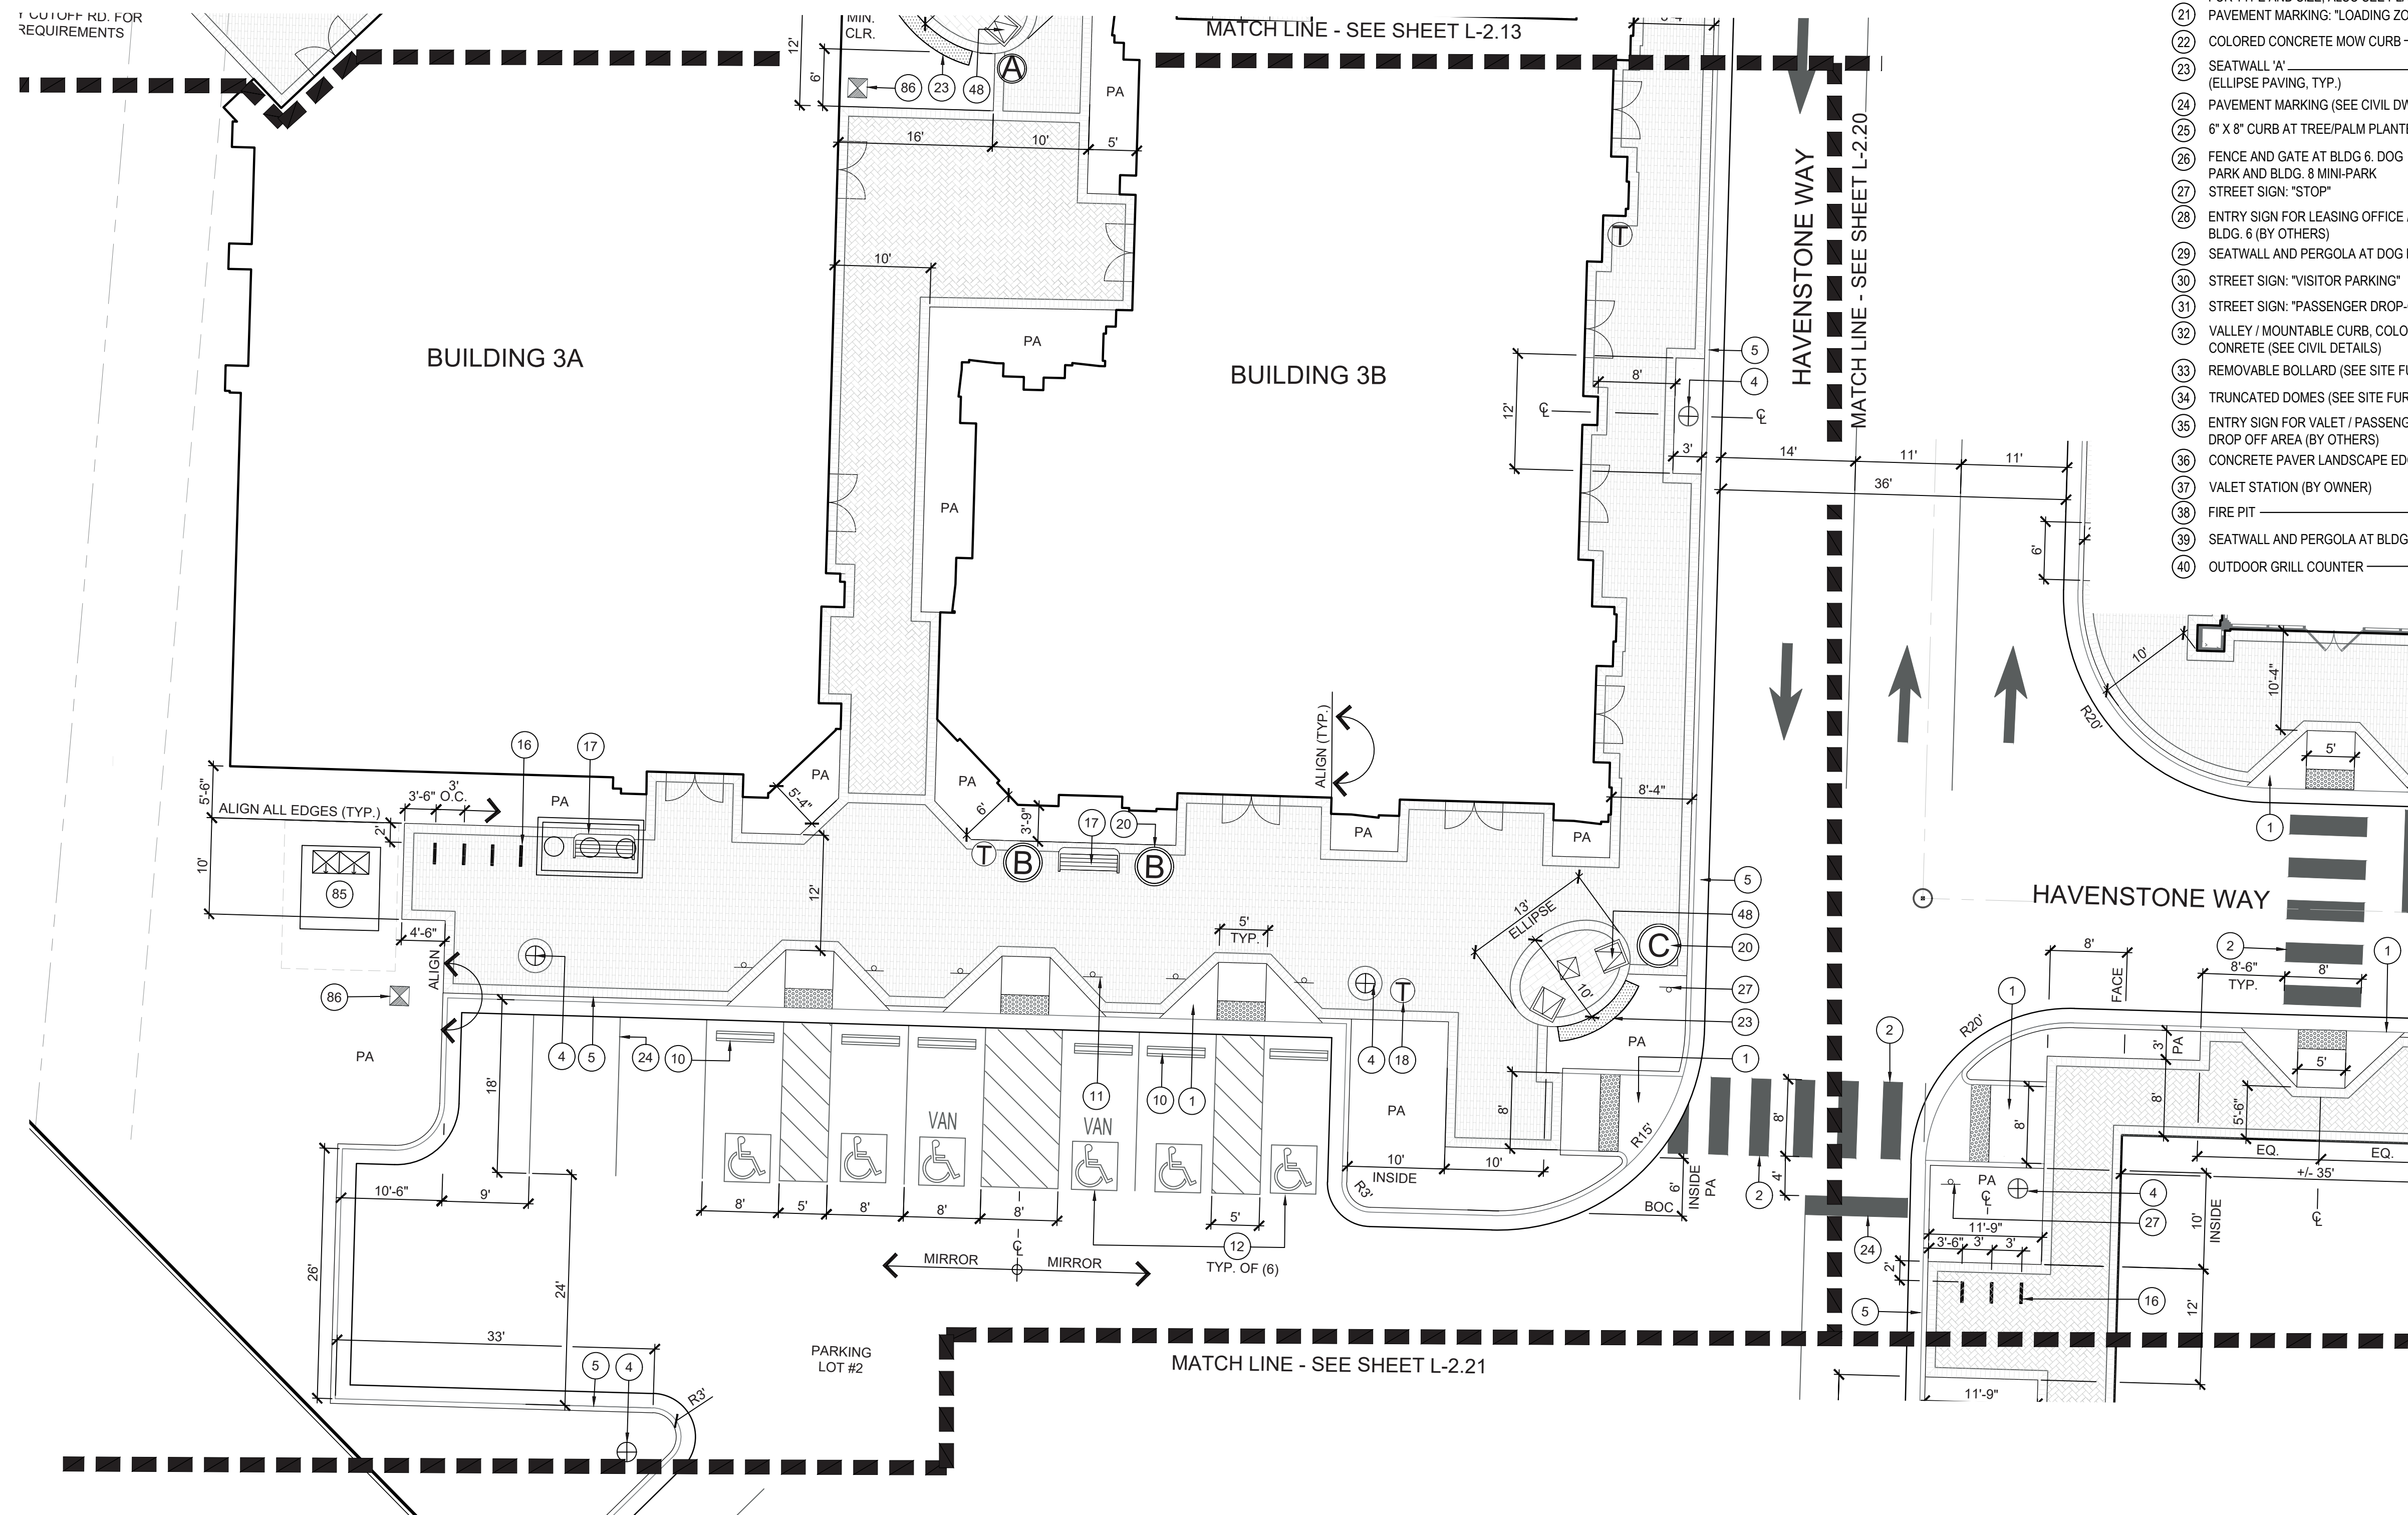 REQUIREMENTS
MIN.
CLR.
12'
6'
86
23
48
A
MATCH LINE - SEE SHEET L-2.13
PA
16'
10'
5'
10'
BUILDING 3A
PA
PA
BUILDING 3B
T
HAVENSTONE WAY
MATCH LINE - SEE SHEET L-2.20
5
4
8'
12'
3'
14'
11'
11'
36'
6'
21
PAVEMENT MARKING: "LOADING ZO
22
COLORED CONCRETE MOW CURB
23
SEATWALL 'A'
(ELLIPSE PAVING, TYP.)
24
PAVEMENT MARKING (SEE CIVIL DW
25
6" X 8" CURB AT TREE/PALM PLANT
26
FENCE AND GATE AT BLDG 6. DOG
PARK AND BLDG. 8 MINI-PARK
27
STREET SIGN: "STOP"
28
ENTRY SIGN FOR LEASING OFFICE
BLDG. 6 (BY OTHERS)
29
SEATWALL AND PERGOLA AT DOG
30
STREET SIGN: "VISITOR PARKING"
31
STREET SIGN: "PASSENGER DROP-
32
VALLEY / MOUNTABLE CURB, COLO
CONRETE (SEE CIVIL DETAILS)
33
REMOVABLE BOLLARD (SEE SITE FU
34
TRUNCATED DOMES (SEE SITE FUR
35
ENTRY SIGN FOR VALET / PASSENG
DROP OFF AREA (BY OTHERS)
36
CONCRETE PAVER LANDSCAPE ED
37
VALET STATION (BY OWNER)
38
FIRE PIT
39
SEATWALL AND PERGOLA AT BLDG
40
OUTDOOR GRILL COUNTER
10'
10'-4"
R20'
5'
1
16
17
5'-6"
ALIGN ALL EDGES (TYP.)
3'
3'-6" O.C.
2'
PA
10'
85
4'-6"
86
ALIGN
PA
PA
5'-4"
PA
6'
3'-9"
12'
17
20
T
B
B
ALIGN (TYP.)
PA
PA
8'-4"
5
5'
TYP.
13'
ELLIPSE
10'
C
48
20
27
23
1
PA
T
4
5
24
10
11
10
1
4
18
18'
VAN
VAN
PA
8'
R15'
10'
10'
INSIDE
R3'
BOC
6'
INSIDE
PA
8'
4'
2
2
24
10'-6"
9'
8'
5'
8'
8'
8'
5'
12
TYP. OF (6)
MIRROR
MIRROR
26'
24'
33'
5
4
R3'
PARKING
LOT #2
MATCH LINE - SEE SHEET L-2.21
HAVENSTONE WAY
8'
FACE
2
8'-6"
TYP.
8'
1
1
R20'
3'
PA
5'
8'
8'
5'-6"
EQ.
EQ.
+/- 35'
PA
4
27
11'-9"
3'-6"
3'
3'
10'
INSIDE
2'
5
16
12'
11'-9"